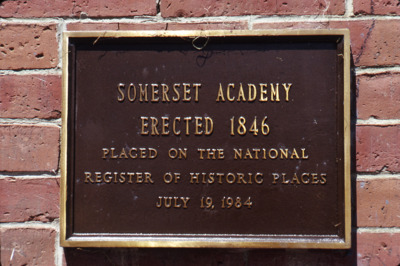 SOMERSET ACADEMY
ERECTED 1846
PLACED ON THE NATIONAL
REGISTER OF HISTORIC PLACES
JULY 19, 1984